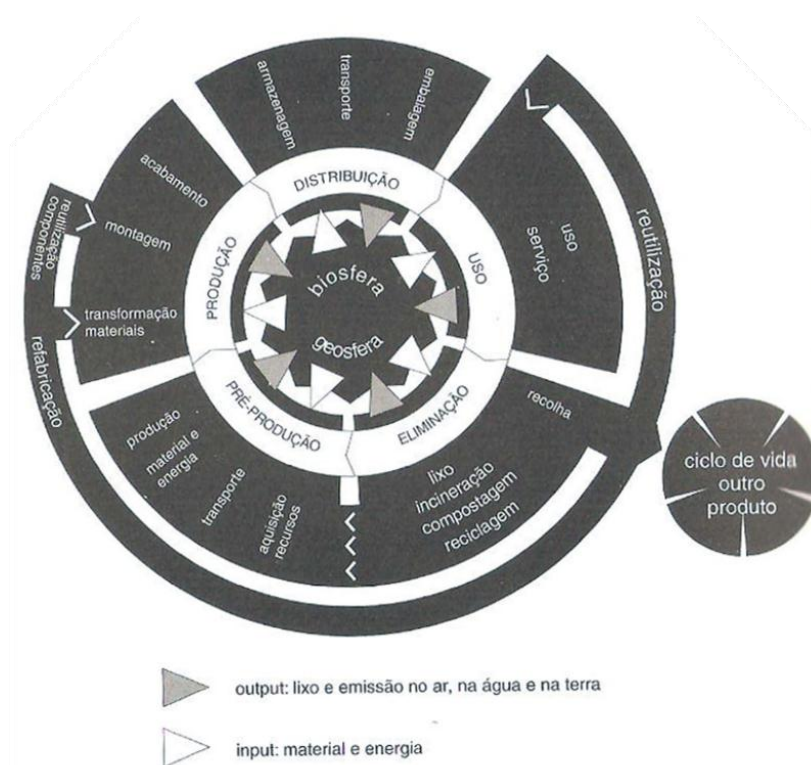 armazenagem
transporte
embalagem
DISTRIBUIÇÃO
acabamento
montagem
transformação
materiais
PRODUÇÃO
reutilização
componentes
refabricação
USO
uso
serviço
reutilização
biosfera
geosfera
PRÉ-PRODUÇÃO
produção
material e
energia
transporte
aquisição
recursos
ELIMINAÇÃO
recolha
lixo
incineração
compostagem
reciclagem
ciclo de vida
outro
produto
output: lixo e emissão no ar, na água e na terra
input: material e energia